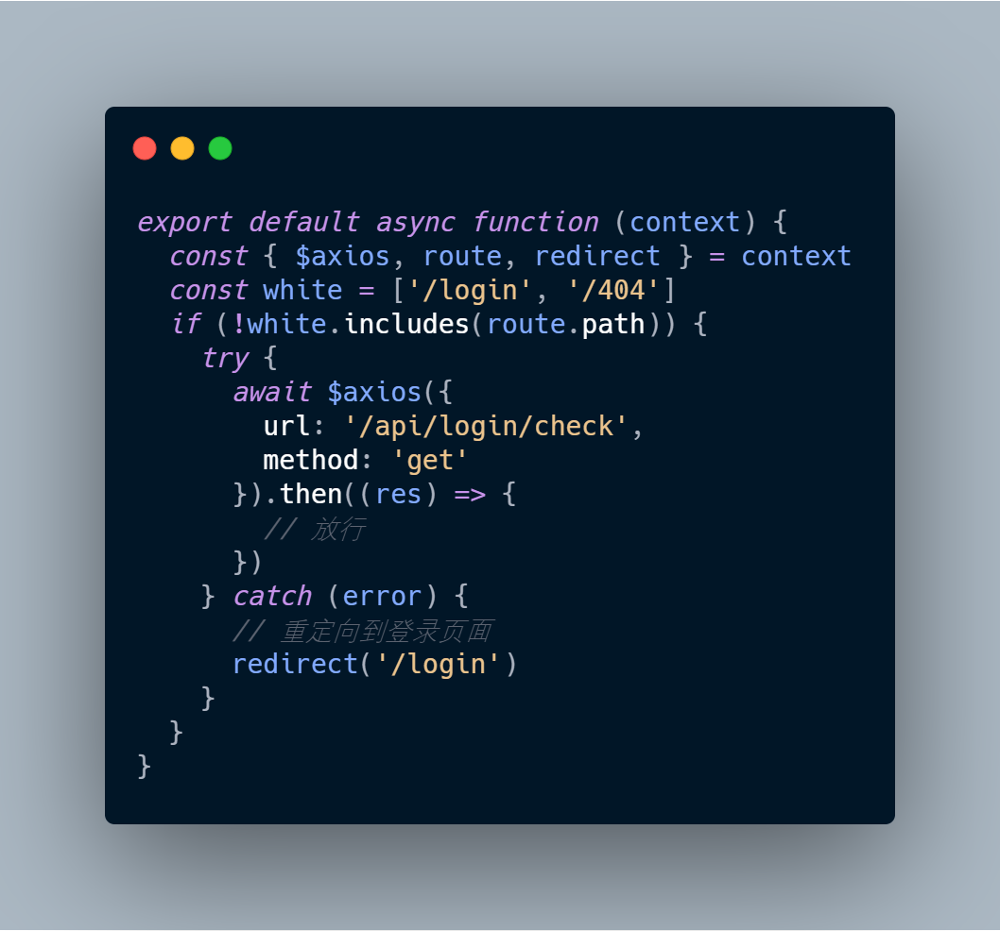 export default async function (context) {
  const { $axios, route, redirect } = context
  const white = ['/login', '/404']
  if (!white.includes(route.path)) {
    try {
      await $axios({
        url: '/api/login/check',
        method: 'get'
      }).then((res) => {
        // 放行
      })
    } catch (error) {
      // 重定向到登录页面
      redirect('/login')
    }
  }
}